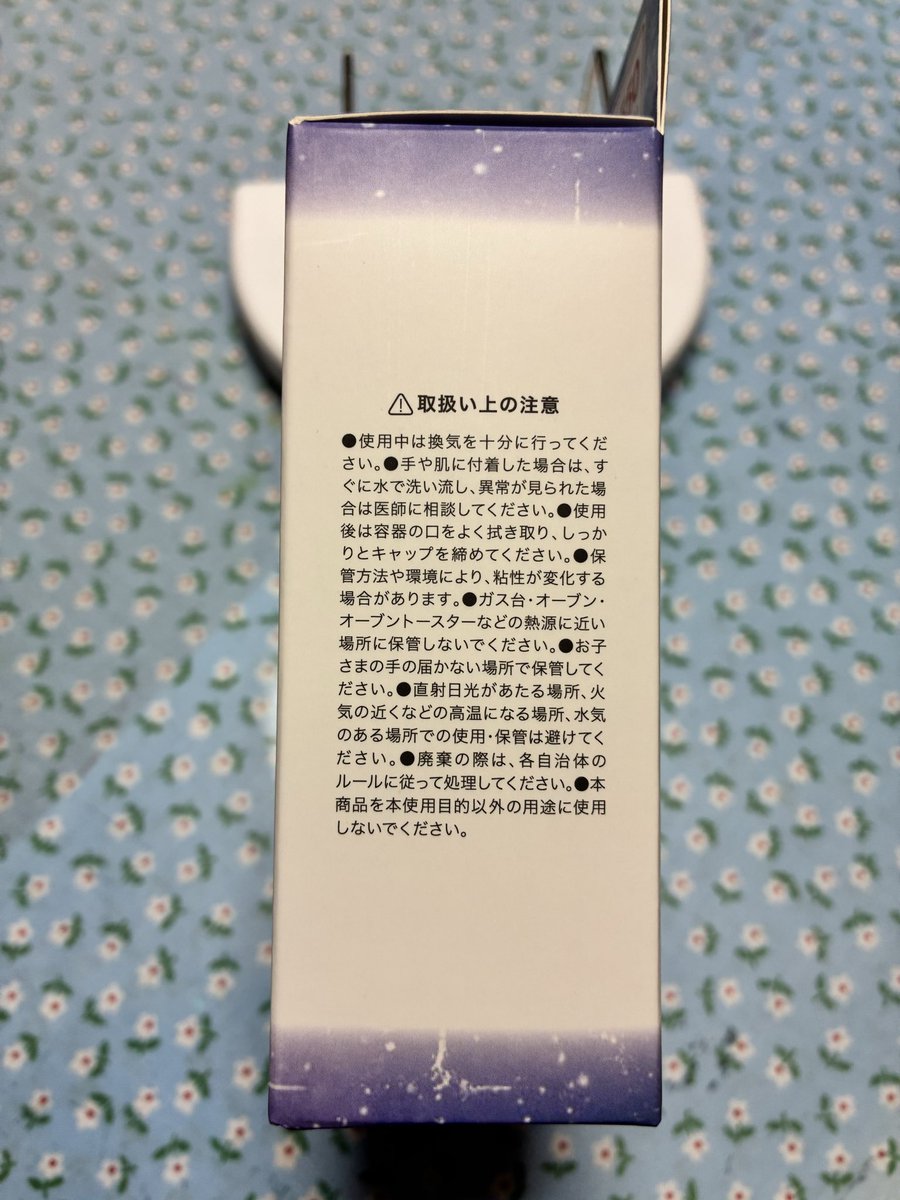 ⚠取扱い上の注意
●使用中は換気を十分に行ってくだ
さい。●手や肌に付着した場合は、す
ぐに水で洗い流し、異常が見られた場
合は医師に相談してください。●使用
後は容器の口をよく拭き取り、しっか
りとキャップを締めてください。●保
管方法や環境により、粘性が変化する
場合があります。●ガス台・オーブン・
オーブントースターなどの熱源に近い
場所に保管しないでください。●お子
さまの手の届かない場所で保管してく
ださい。●直射日光があたる場所、火
気の近くなどの高温になる場所、水気
のある場所での使用・保管は避けてく
ださい。●廃棄の際は、各自治体の
ルールに従って処理してください。●本
商品を本使用目的以外の用途に使用
しないでください。